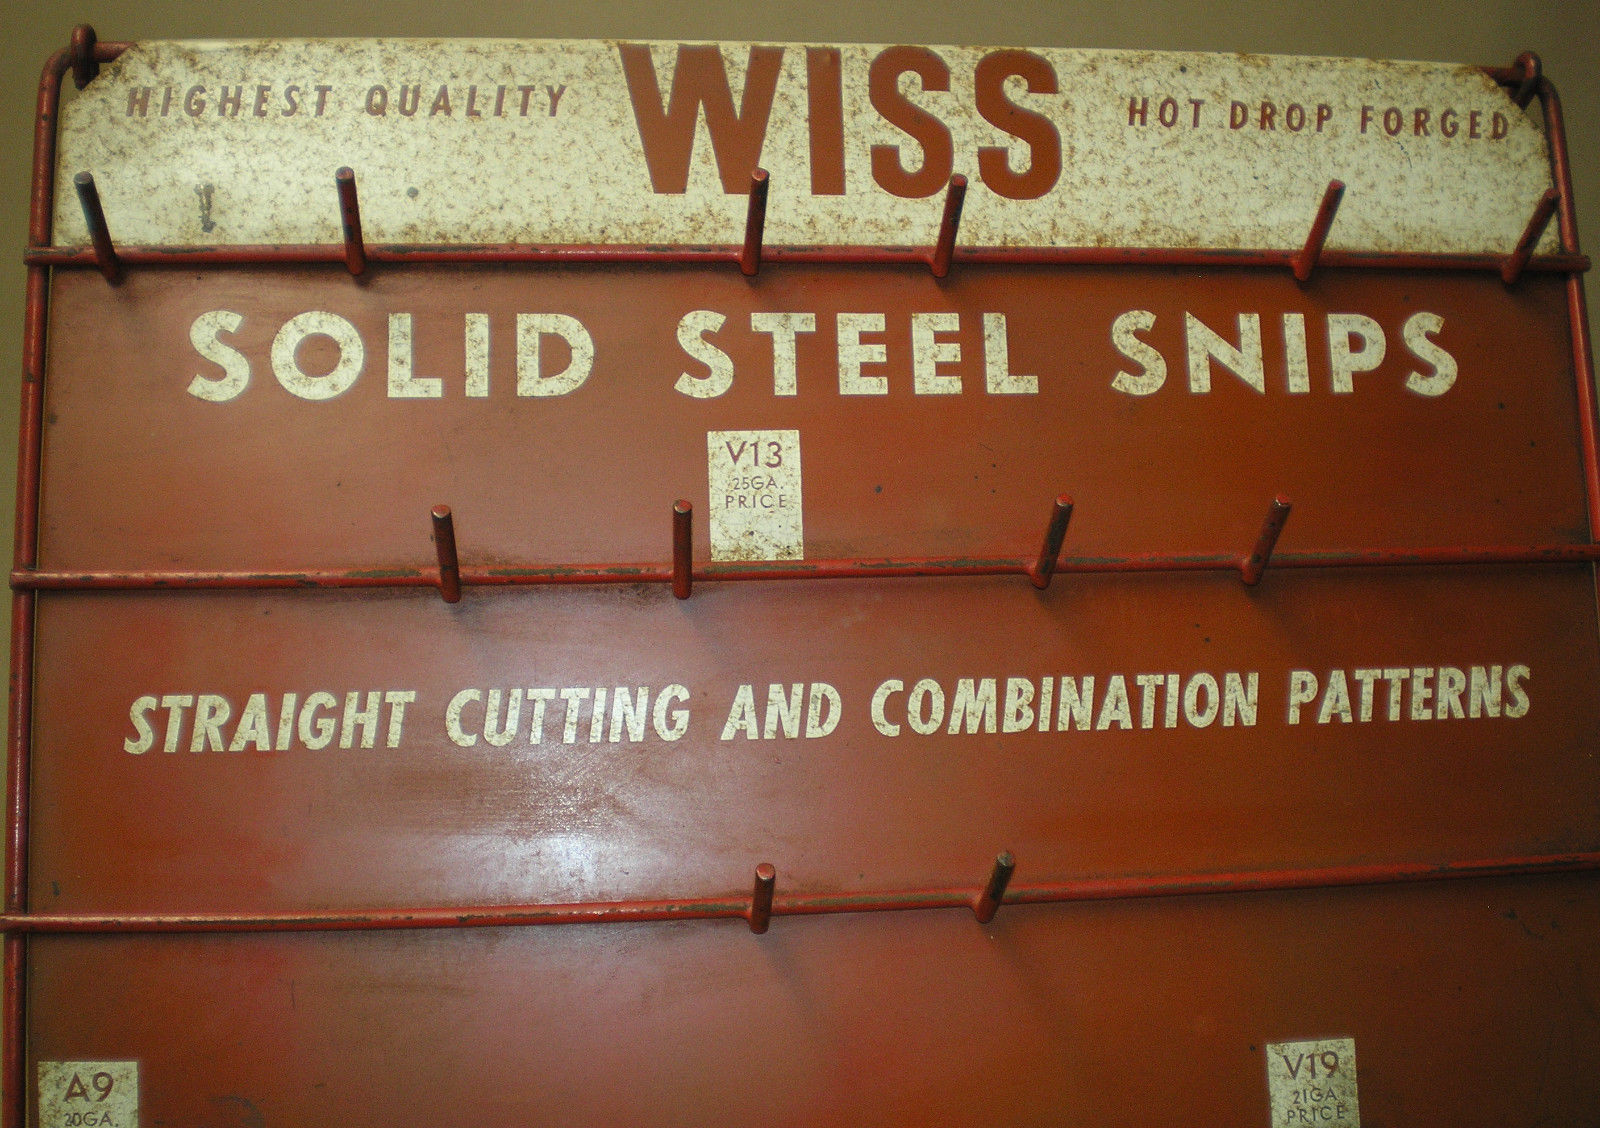 HIGHEST QUALITY WISS HOT DROP FORGED
SOLID STEEL SNIPS
V13
25GA.
PRICE
STRAIGHT CUTTING AND COMBINATION PATTERNS
A9
20GA.
V19
21GA
PRICE